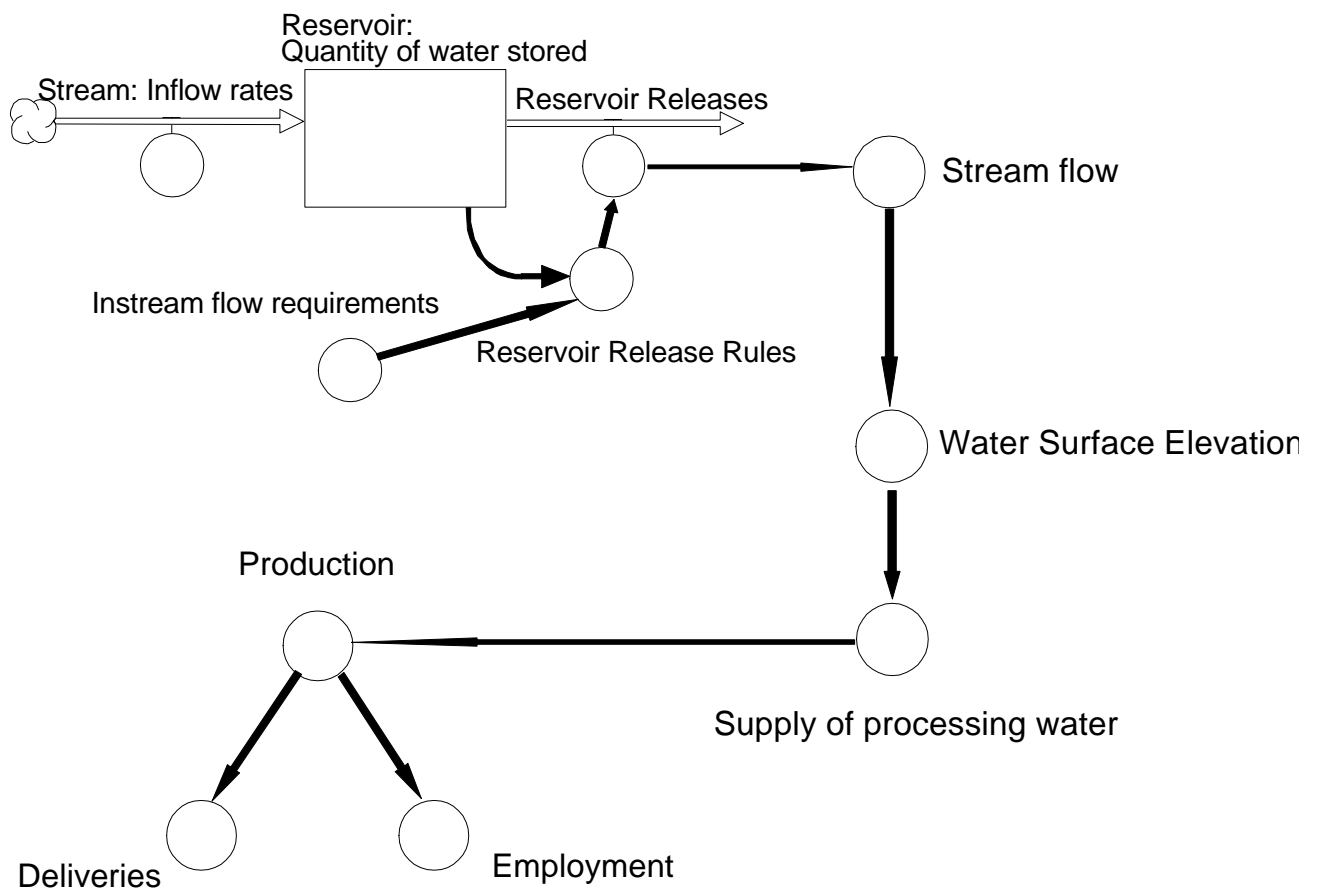 Reservoir:
Quantity of water stored
Stream: Inflow rates
Reservoir Releases
Stream flow
Instream flow requirements
Reservoir Release Rules
Water Surface Elevation
Production
Supply of processing water
Deliveries
Employment